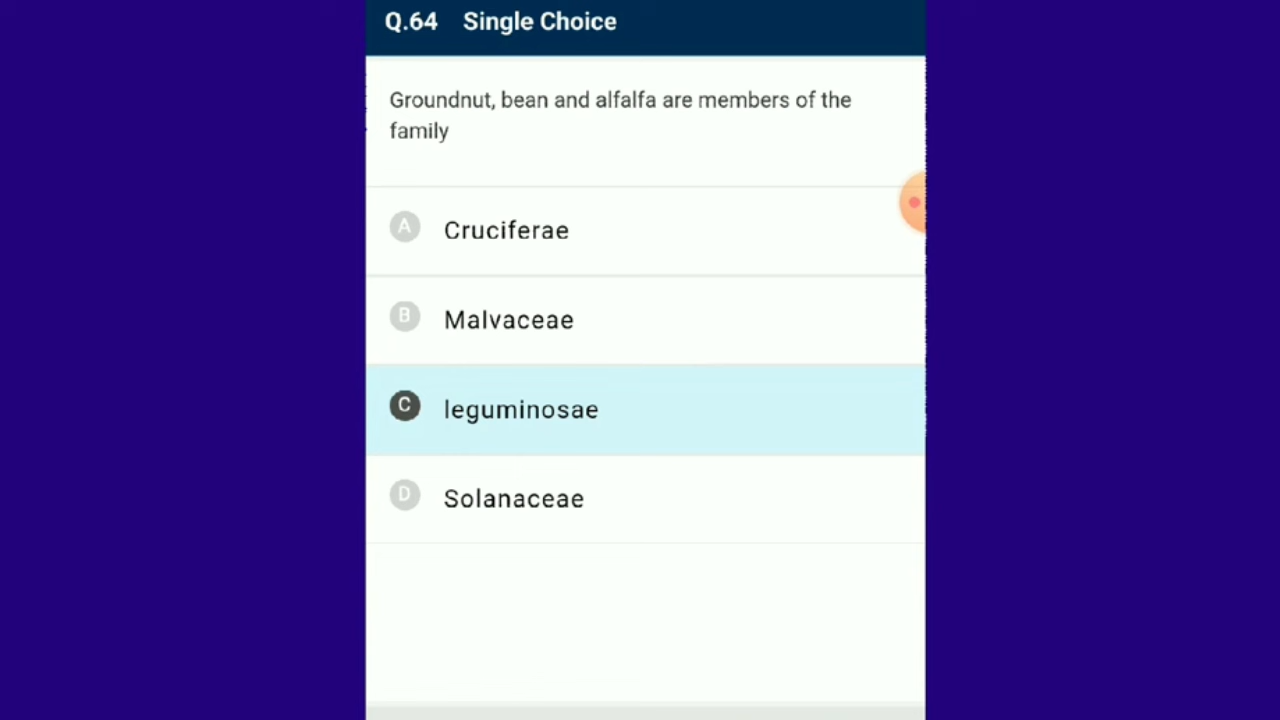 Q.64 Single Choice
Groundnut, bean and alfalfa are members of the
family
A Cruciferae
B Malvaceae
C leguminosae
D Solanaceae